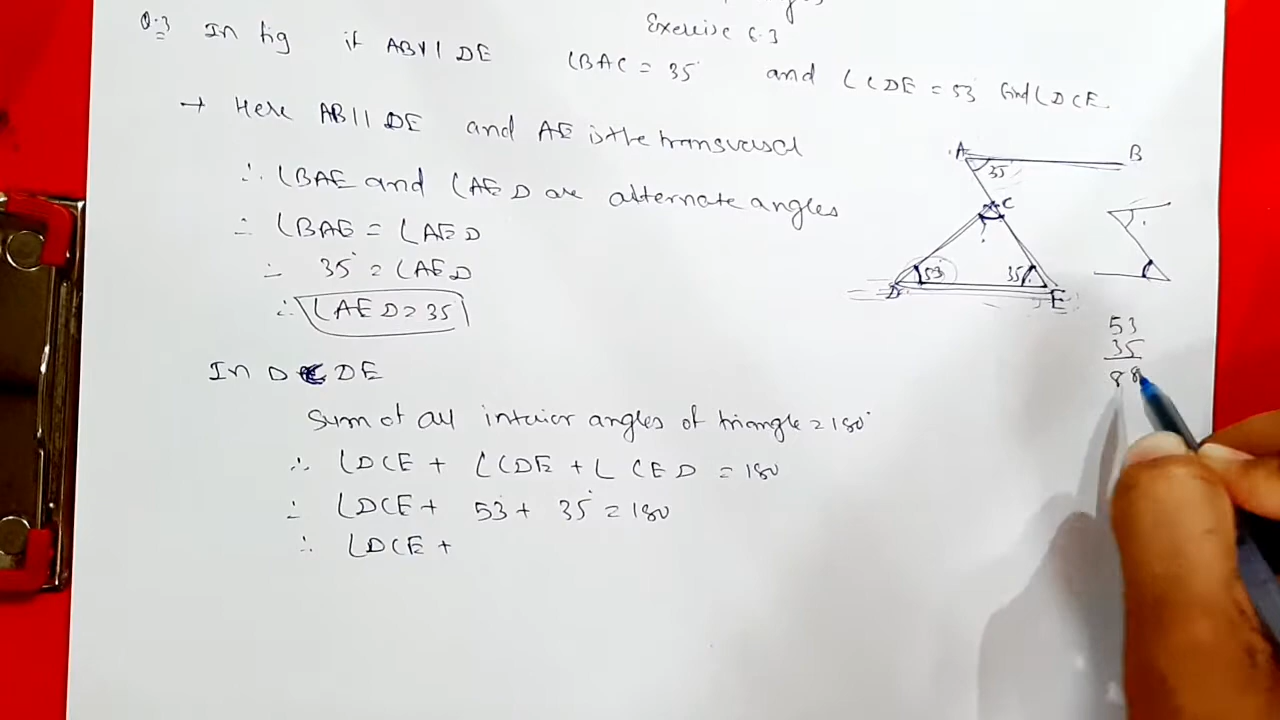 Exercise 6.3
Q.3 In fig if AB || DE ∠BAC = 35° and ∠CDE = 53 find ∠DCE.
→ Here AB || DE and AE is the transversal
∴ ∠BAE and ∠AED are alternate angles
∴ ∠BAE = ∠AED
∴ 35° = ∠AED
∴ ∠AED = 35
In D C DE
Sum of all interior angles of triangle = 180°
∴ ∠DCE + ∠CDE + ∠CED = 180
∴ ∠DCE + 53 + 35° = 180
∴ ∠DCE +
A B
35
C
?
53 35
D E
53
35
88